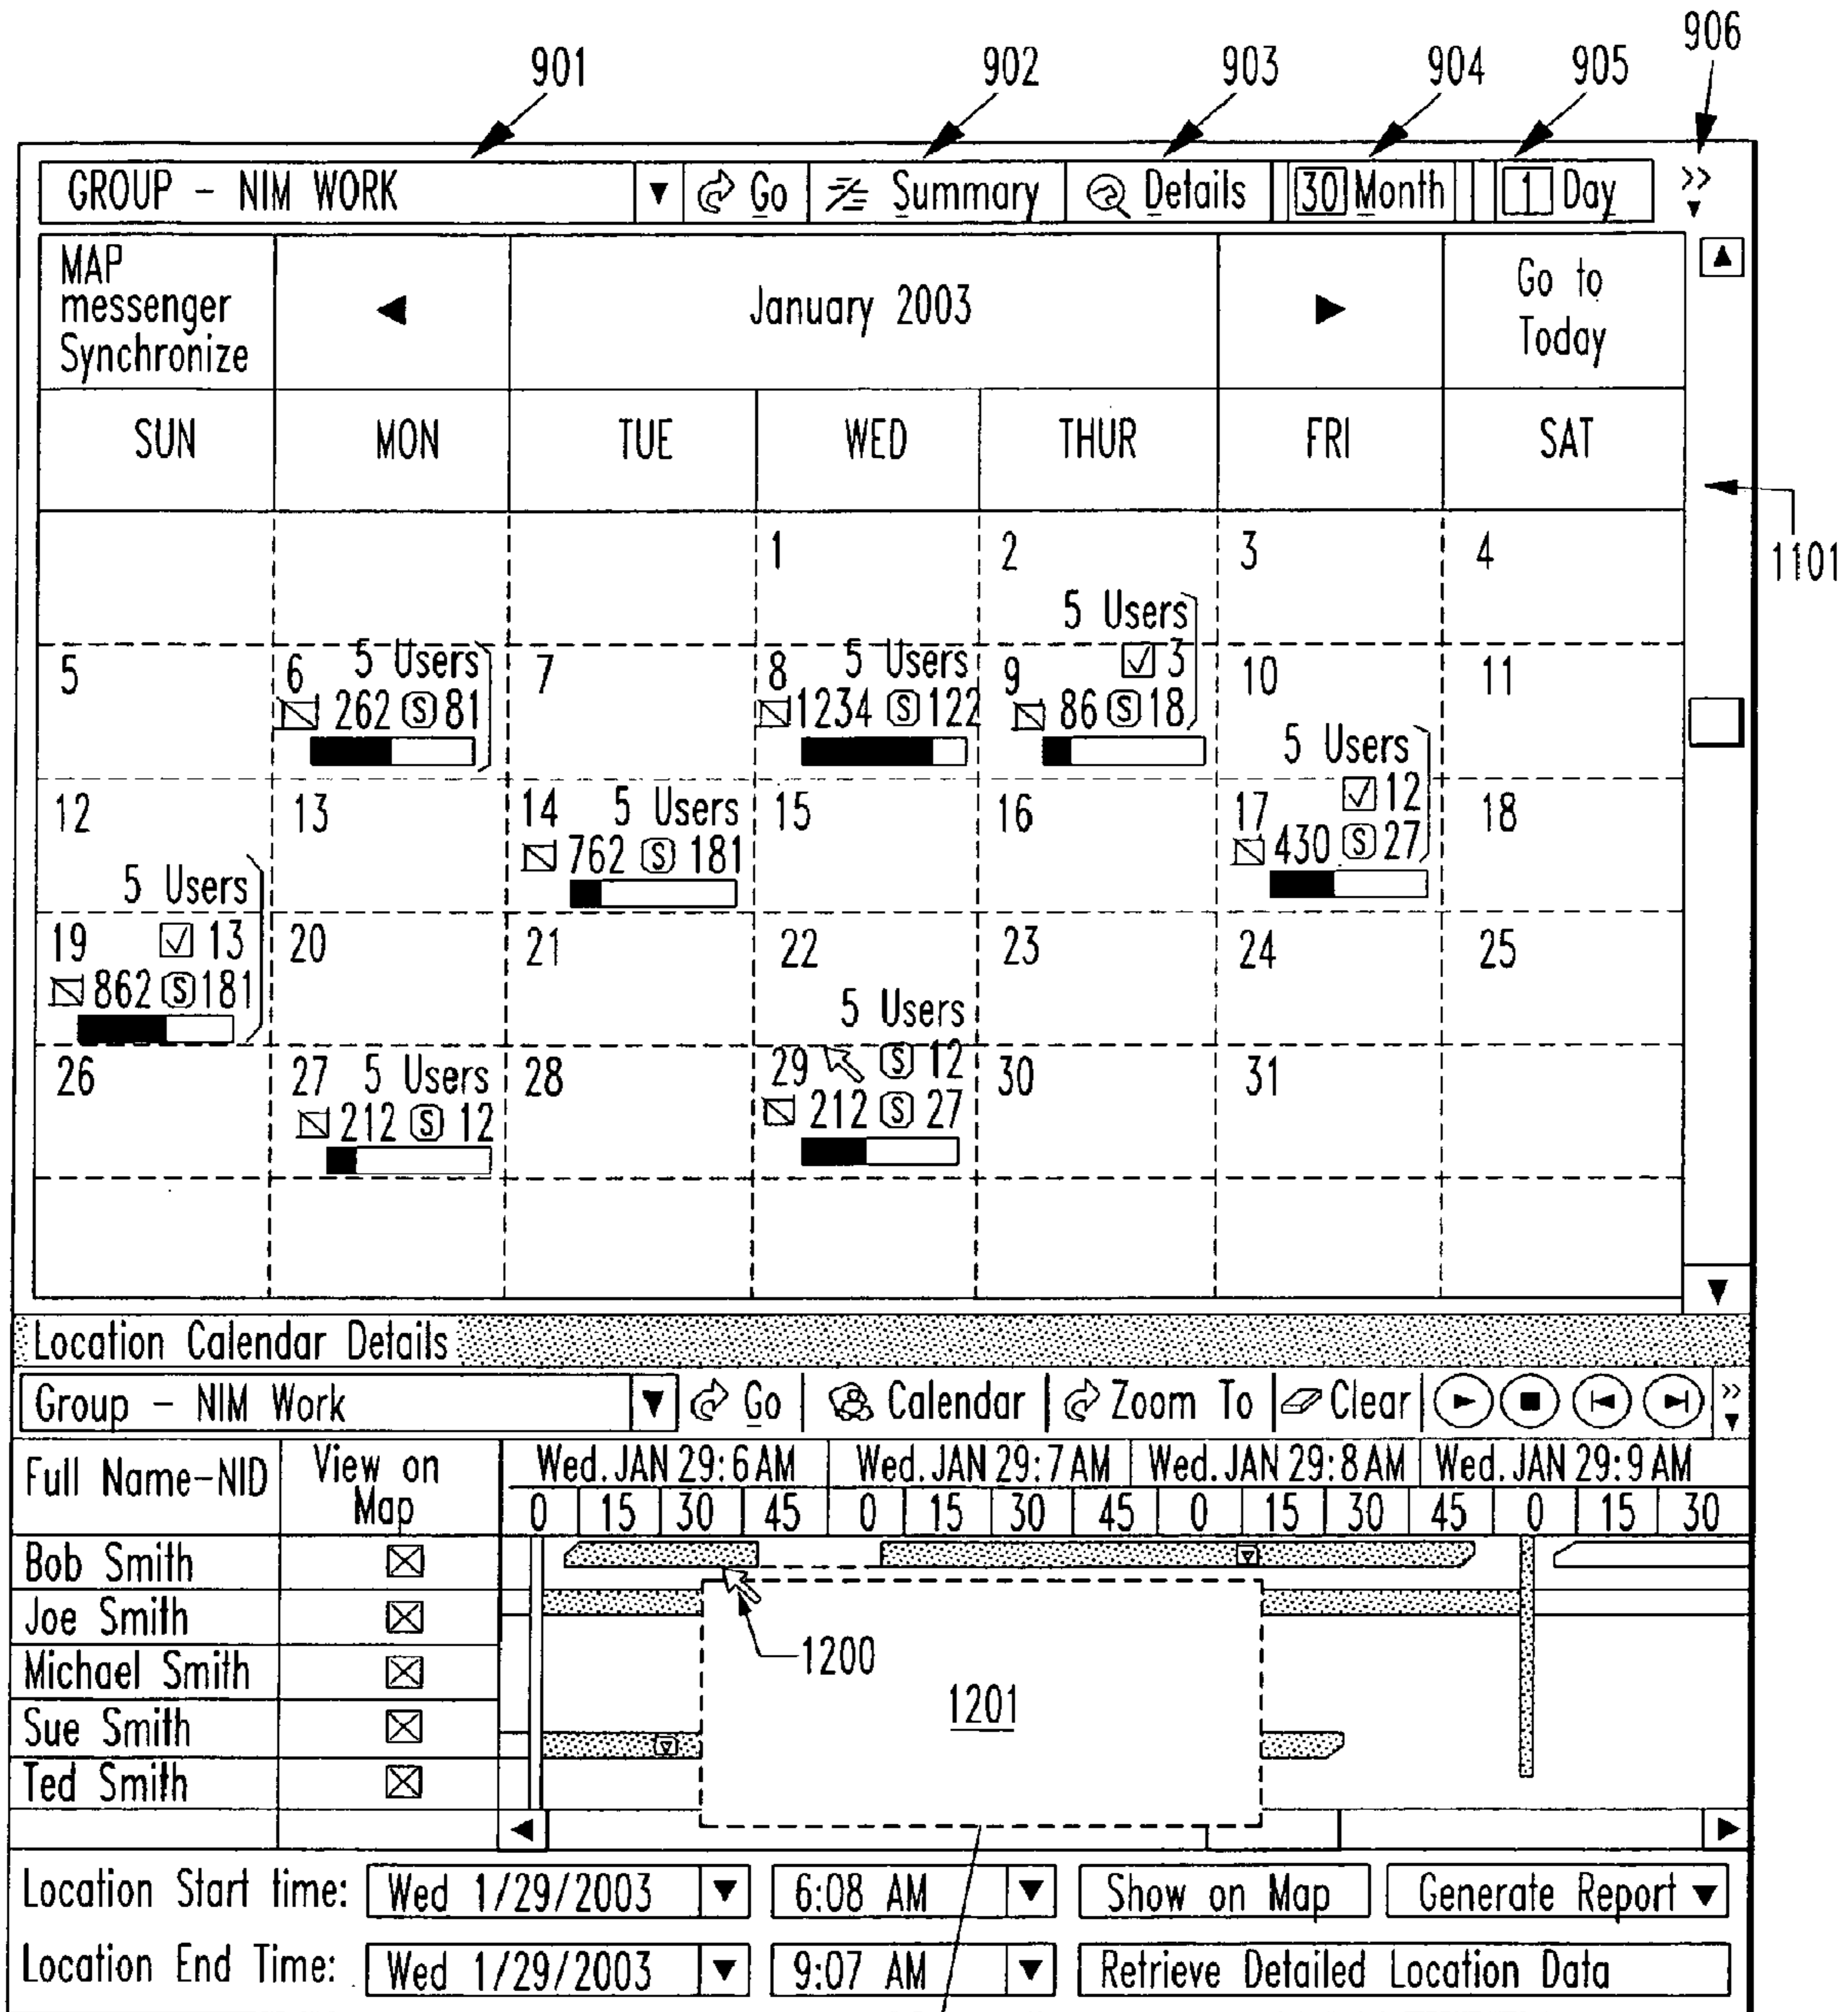 906
901 902 903 904 905
GROUP - NIM WORK Go Summary Details 30 Month 1 Day >>
MAP messenger Synchronize January 2003 Go to Today
SUN MON TUE WED THUR FRI SAT
1101
1 2 3 4
5 Users
5 6 5 Users 7 8 5 Users 9 3 10 11
262 S 81 1234 S 122 86 S 18
5 Users
12 13 14 5 Users 15 16 17 12 18
762 S 181 430 S 27
5 Users
19 13 20 21 22 23 24 25
862 S 181
5 Users
26 27 5 Users 28 29 S 12 30 31
212 S 12 212 S 27
Location Calendar Details
Group - NIM Work Go Calendar Zoom To Clear >>
Full Name-NID View on Map Wed. JAN 29:6 AM Wed. JAN 29:7 AM Wed. JAN 29:8 AM Wed. JAN 29:9 AM
0 15 30 45 0 15 30 45 0 15 30 45 0 15 30
Bob Smith
Joe Smith
1200
Michael Smith
1201
Sue Smith
Ted Smith
Location Start time: Wed 1/29/2003 6:08 AM Show on Map Generate Report
Location End Time: Wed 1/29/2003 9:07 AM Retrieve Detailed Location Data